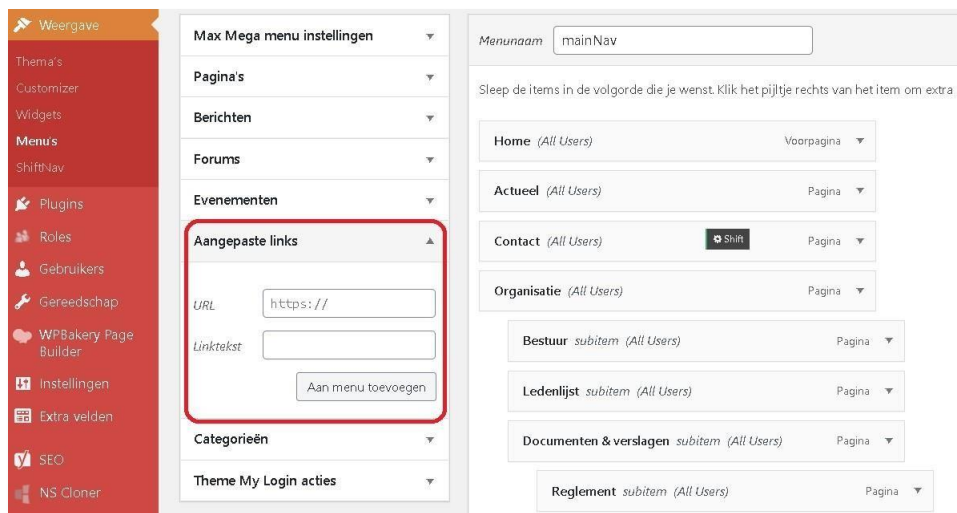 Weergave
Thema's
Customizer
Widgets
Menu's
ShiftNav
Plugins
Roles
Gebruikers
Gereedschap
WPBakery Page
Builder
Instellingen
Extra velden
SEO
NS Cloner
Max Mega menu instellingen
Pagina's
Berichten
Forums
Evenementen
Aangepaste links
URL https://
Linktekst
Aan menu toevoegen
Categorieën
Theme My Login acties
Menunaam mainNav
Sleep de items in de volgorde die je wenst. Klik het pijltje rechts van het item om extra
Home (All Users) Voorpagina
Actueel (All Users) Pagina
Contact (All Users) Shift Pagina
Organisatie (All Users) Pagina
Bestuur subitem (All Users) Pagina
Ledenlijst subitem (All Users) Pagina
Documenten & verslagen subitem (All Users) Pagina
Reglement subitem (All Users) Pagina